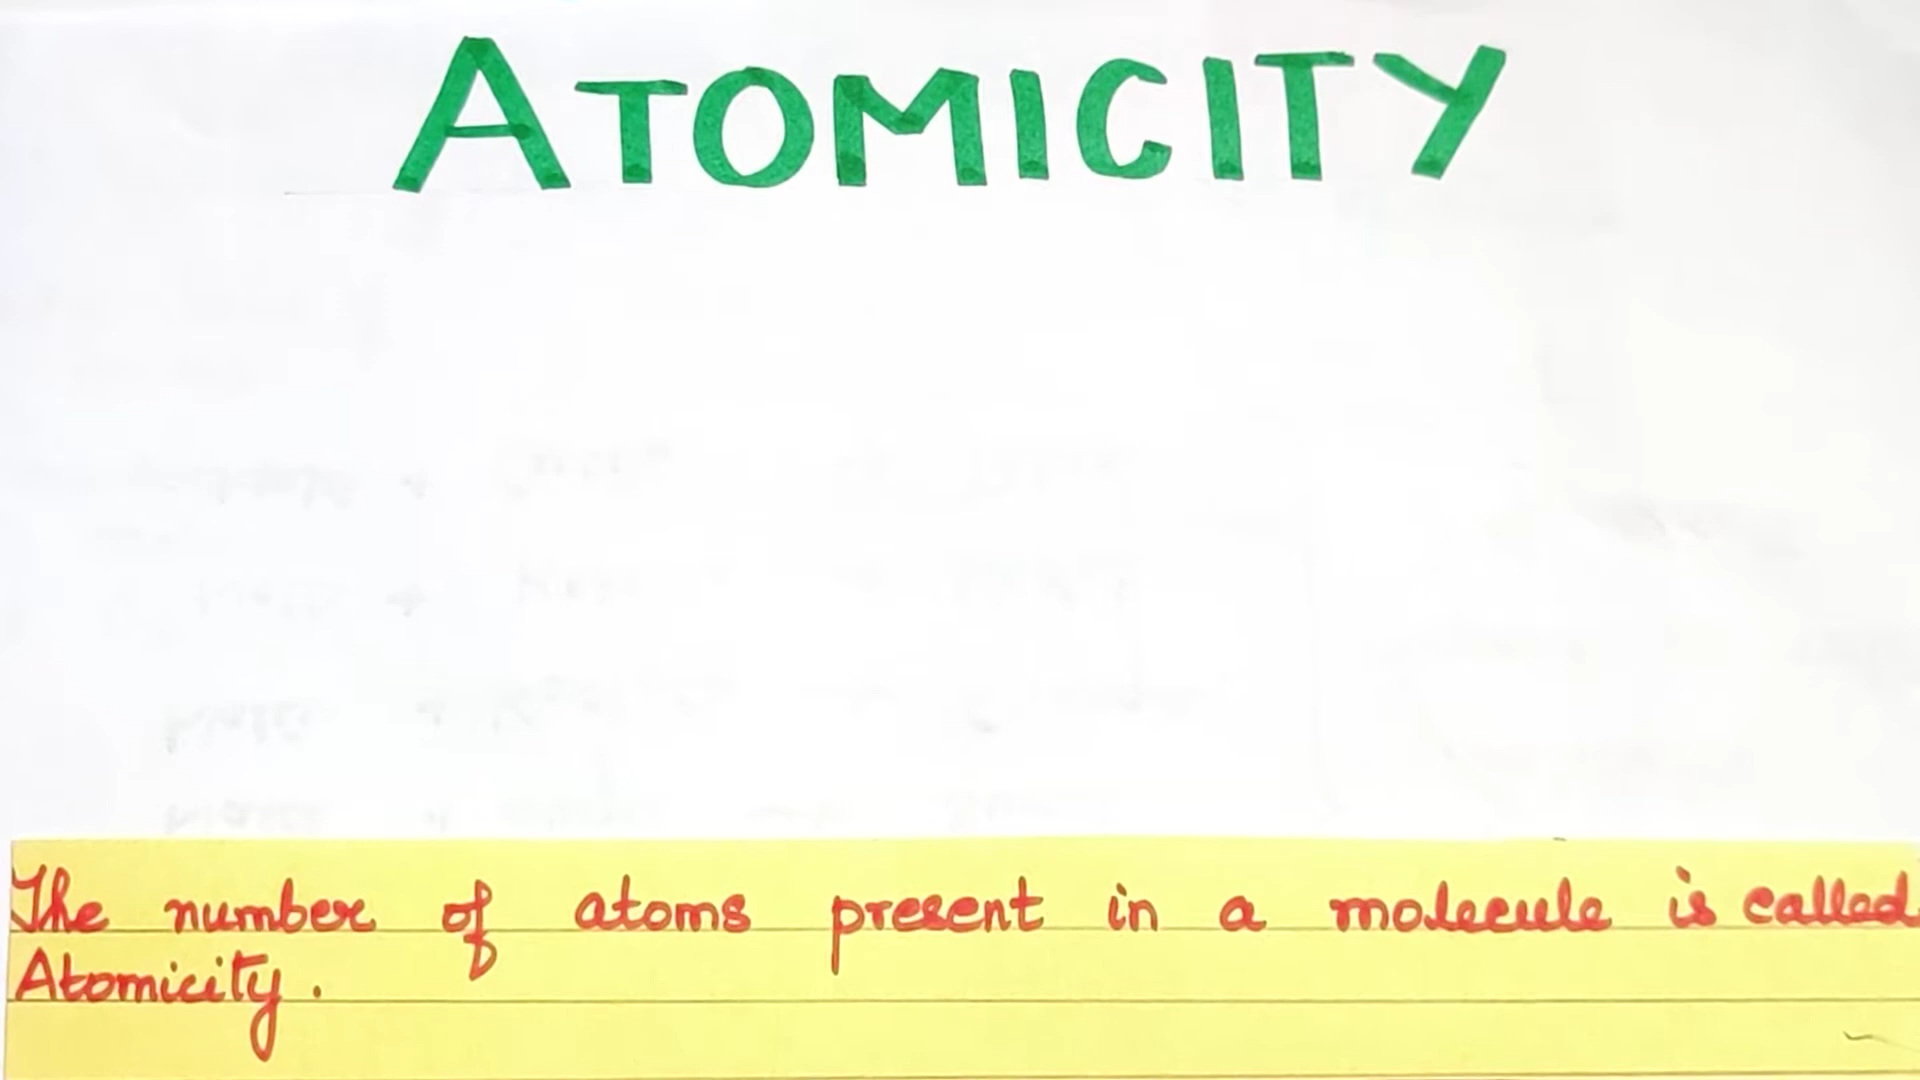 ATOMICITY
The number of atoms present in a molecule is called
Atomicity.